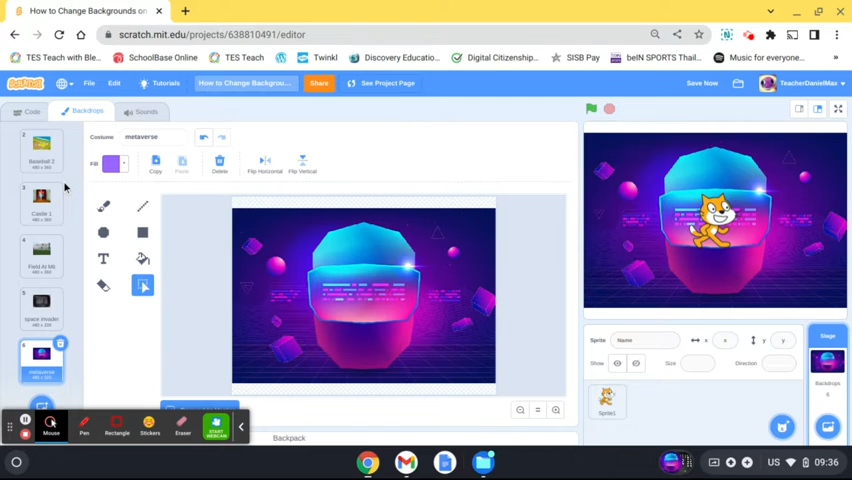 How to Change Backgrounds on
scratch.mit.edu/projects/638810491/editor
TES Teach with Ble...
SchoolBase Online
TES Teach
Twinkl
Discovery Educatio...
Digital Citizenship...
SISB Pay
beIN SPORTS Thail...
Music for everyone...
SCRATCH
File
Edit
Tutorials
How to Change Backgrou...
Share
See Project Page
Save Now
TeacherDanielMax
Code
Backdrops
Sounds
2
Baseball 2
480 x 360
3
Castle 1
480 x 360
4
Field At Mit
480 x 360
5
space invader
6
metaverse
Costume
metaverse
Fill
Copy
Paste
Delete
Flip Horizontal
Flip Vertical
T
Sprite
Name
x
x
y
y
Show
Size
Direction
Stage
Backdrops
6
Sprite1
Mouse
Pen
Rectangle
Stickers
Eraser
START
WEBCAM
Backpack
US
09:36